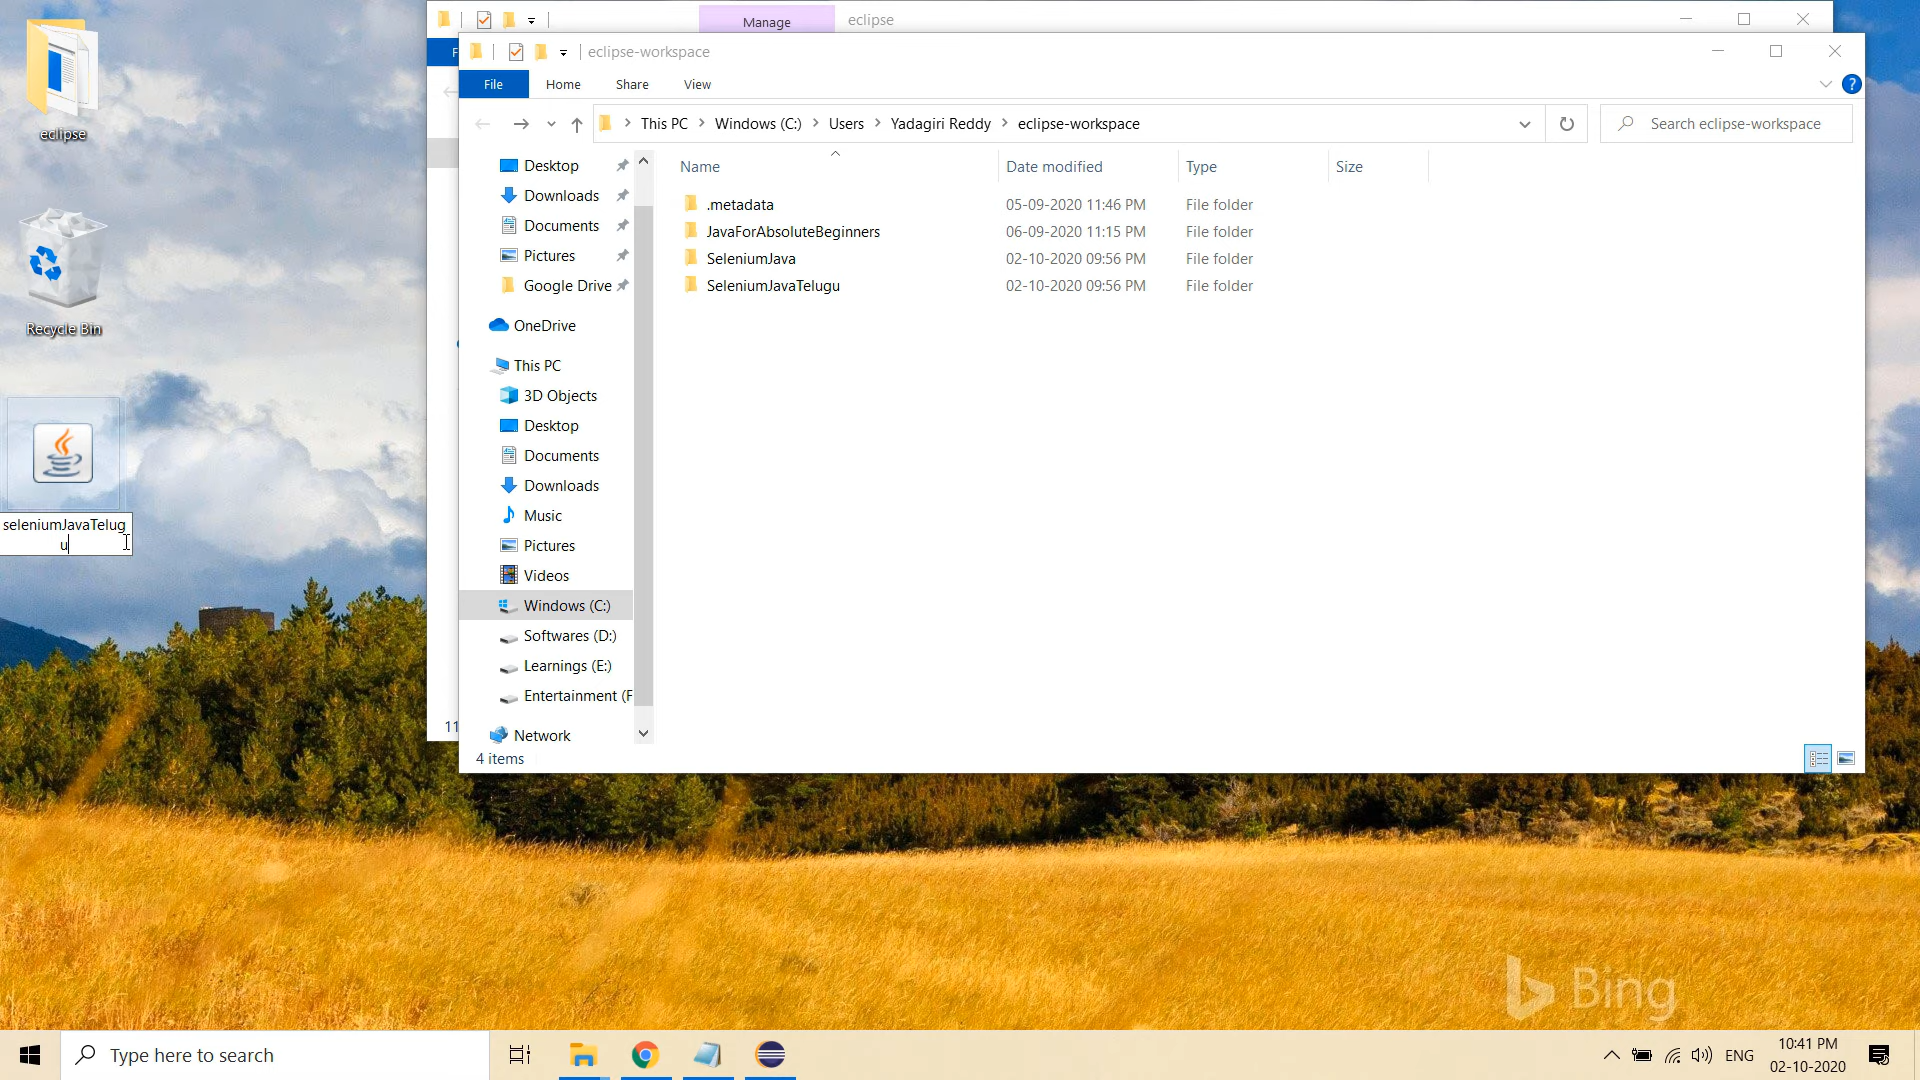 eclipse
Recycle Bin
seleniumJavaTelug
u
Manage
eclipse
F
eclipse-workspace
File
Home
Share
View
?
This PC
Windows (C:)
Users
Yadagiri Reddy
eclipse-workspace
Search eclipse-workspace
Desktop
Downloads
Documents
Pictures
Google Drive
OneDrive
This PC
3D Objects
Desktop
Documents
Downloads
Music
Pictures
Videos
Windows (C:)
Softwares (D:)
Learnings (E:)
Entertainment (F
Network
Name Date modified Type Size
.metadata 05-09-2020 11:46 PM File folder
JavaForAbsoluteBeginners 06-09-2020 11:15 PM File folder
SeleniumJava 02-10-2020 09:56 PM File folder
SeleniumJavaTelugu 02-10-2020 09:56 PM File folder
11
4 items
Bing
Type here to search
ENG
10:41 PM
02-10-2020